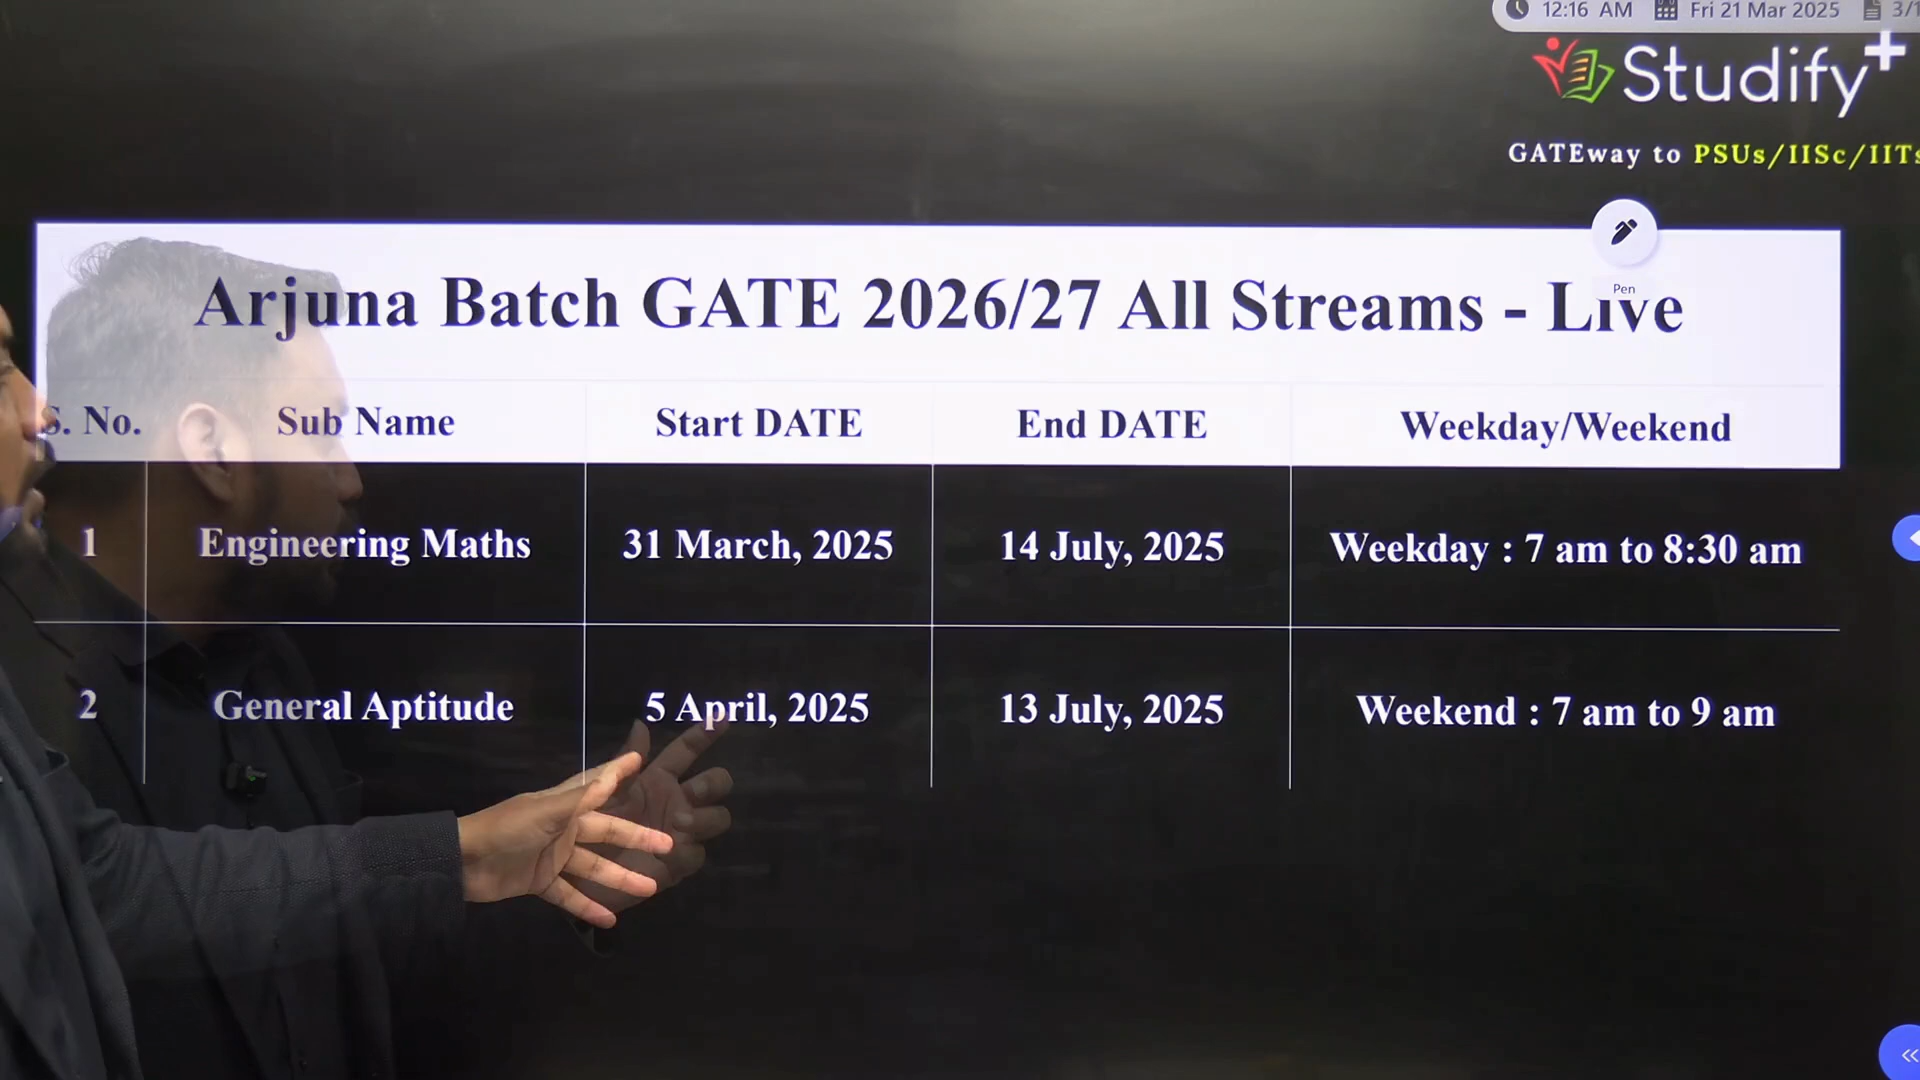 12:16 AM Fri 21 Mar 2025 3/1
Studify+
GATEway to PSUs/IISc/IITs
Arjuna Batch GATE 2026/27 All Streams - Live
Pen
S. No. Sub Name Start DATE End DATE Weekday/Weekend
1 Engineering Maths 31 March, 2025 14 July, 2025 Weekday : 7 am to 8:30 am
2 General Aptitude 5 April, 2025 13 July, 2025 Weekend : 7 am to 9 am